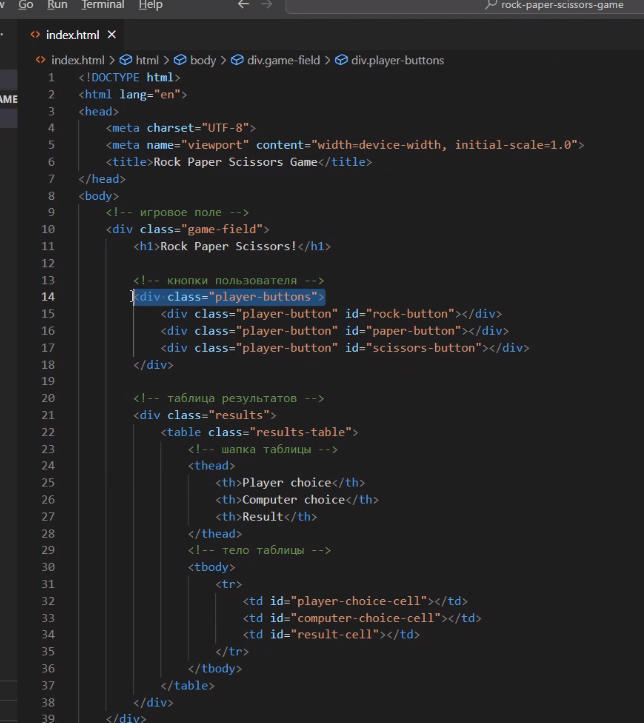 Go Run Terminal Help ← → rock-paper-scissors-game
index.html ×
index.html > html > body > div.game-field > div.player-buttons
AME
1 <!DOCTYPE html>
2 <html lang="en">
3 <head>
4 <meta charset="UTF-8">
5 <meta name="viewport" content="width=device-width, initial-scale=1.0">
6 <title>Rock Paper Scissors Game</title>
7 </head>
8 <body>
9 <!-- игровое поле -->
10 <div class="game-field">
11 <h1>Rock Paper Scissors!</h1>
12
13 <!-- кнопки пользователя -->
14 <div class="player-buttons">
15 <div class="player-button" id="rock-button"></div>
16 <div class="player-button" id="paper-button"></div>
17 <div class="player-button" id="scissors-button"></div>
18 </div>
19
20 <!-- таблица результатов -->
21 <div class="results">
22 <table class="results-table">
23 <!-- шапка таблицы -->
24 <thead>
25 <th>Player choice</th>
26 <th>Computer choice</th>
27 <th>Result</th>
28 </thead>
29 <!-- тело таблицы -->
30 <tbody>
31 <tr>
32 <td id="player-choice-cell"></td>
33 <td id="computer-choice-cell"></td>
34 <td id="result-cell"></td>
35 </tr>
36 </tbody>
37 </table>
38 </div>
39 </div>